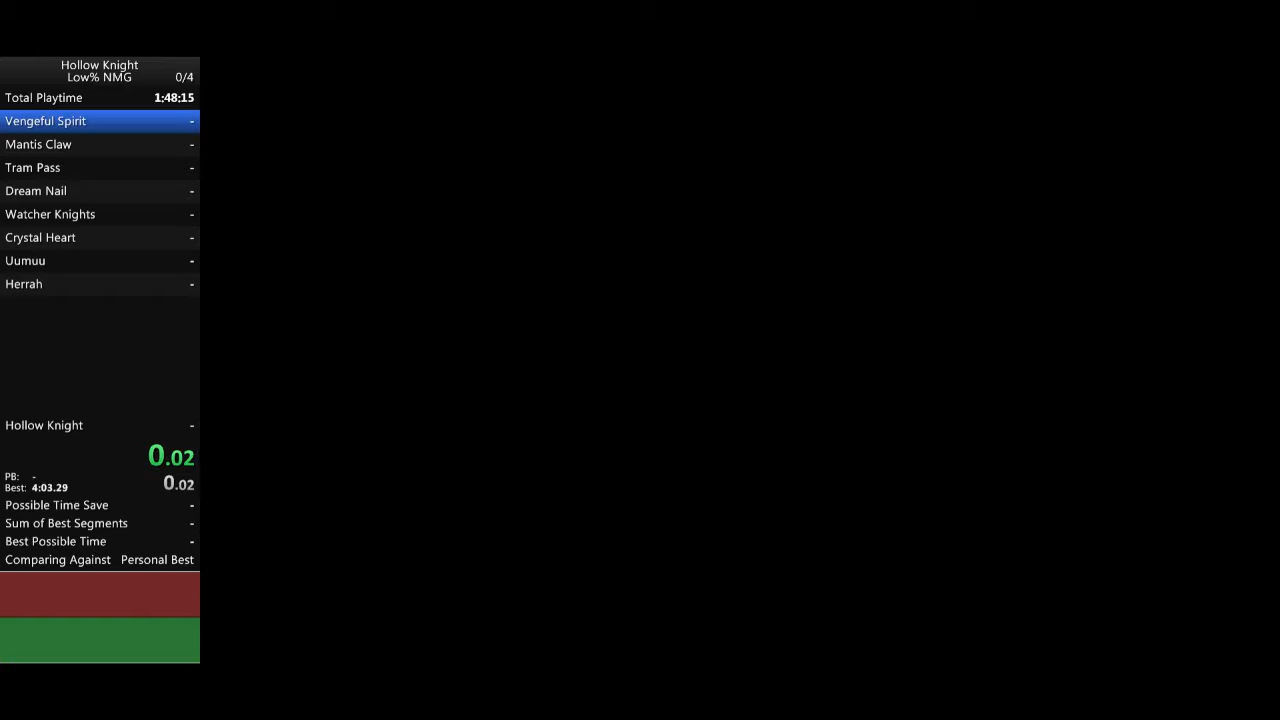 Hollow Knight
Low% NMG 0/4
Total Playtime 1:48:15
Vengeful Spirit -
Mantis Claw -
Tram Pass -
Dream Nail -
Watcher Knights -
Crystal Heart -
Uumuu -
Herrah -
Hollow Knight -
0.02
PB: -
Best: 4:03.29 0.02
Possible Time Save -
Sum of Best Segments -
Best Possible Time -
Comparing Against Personal Best